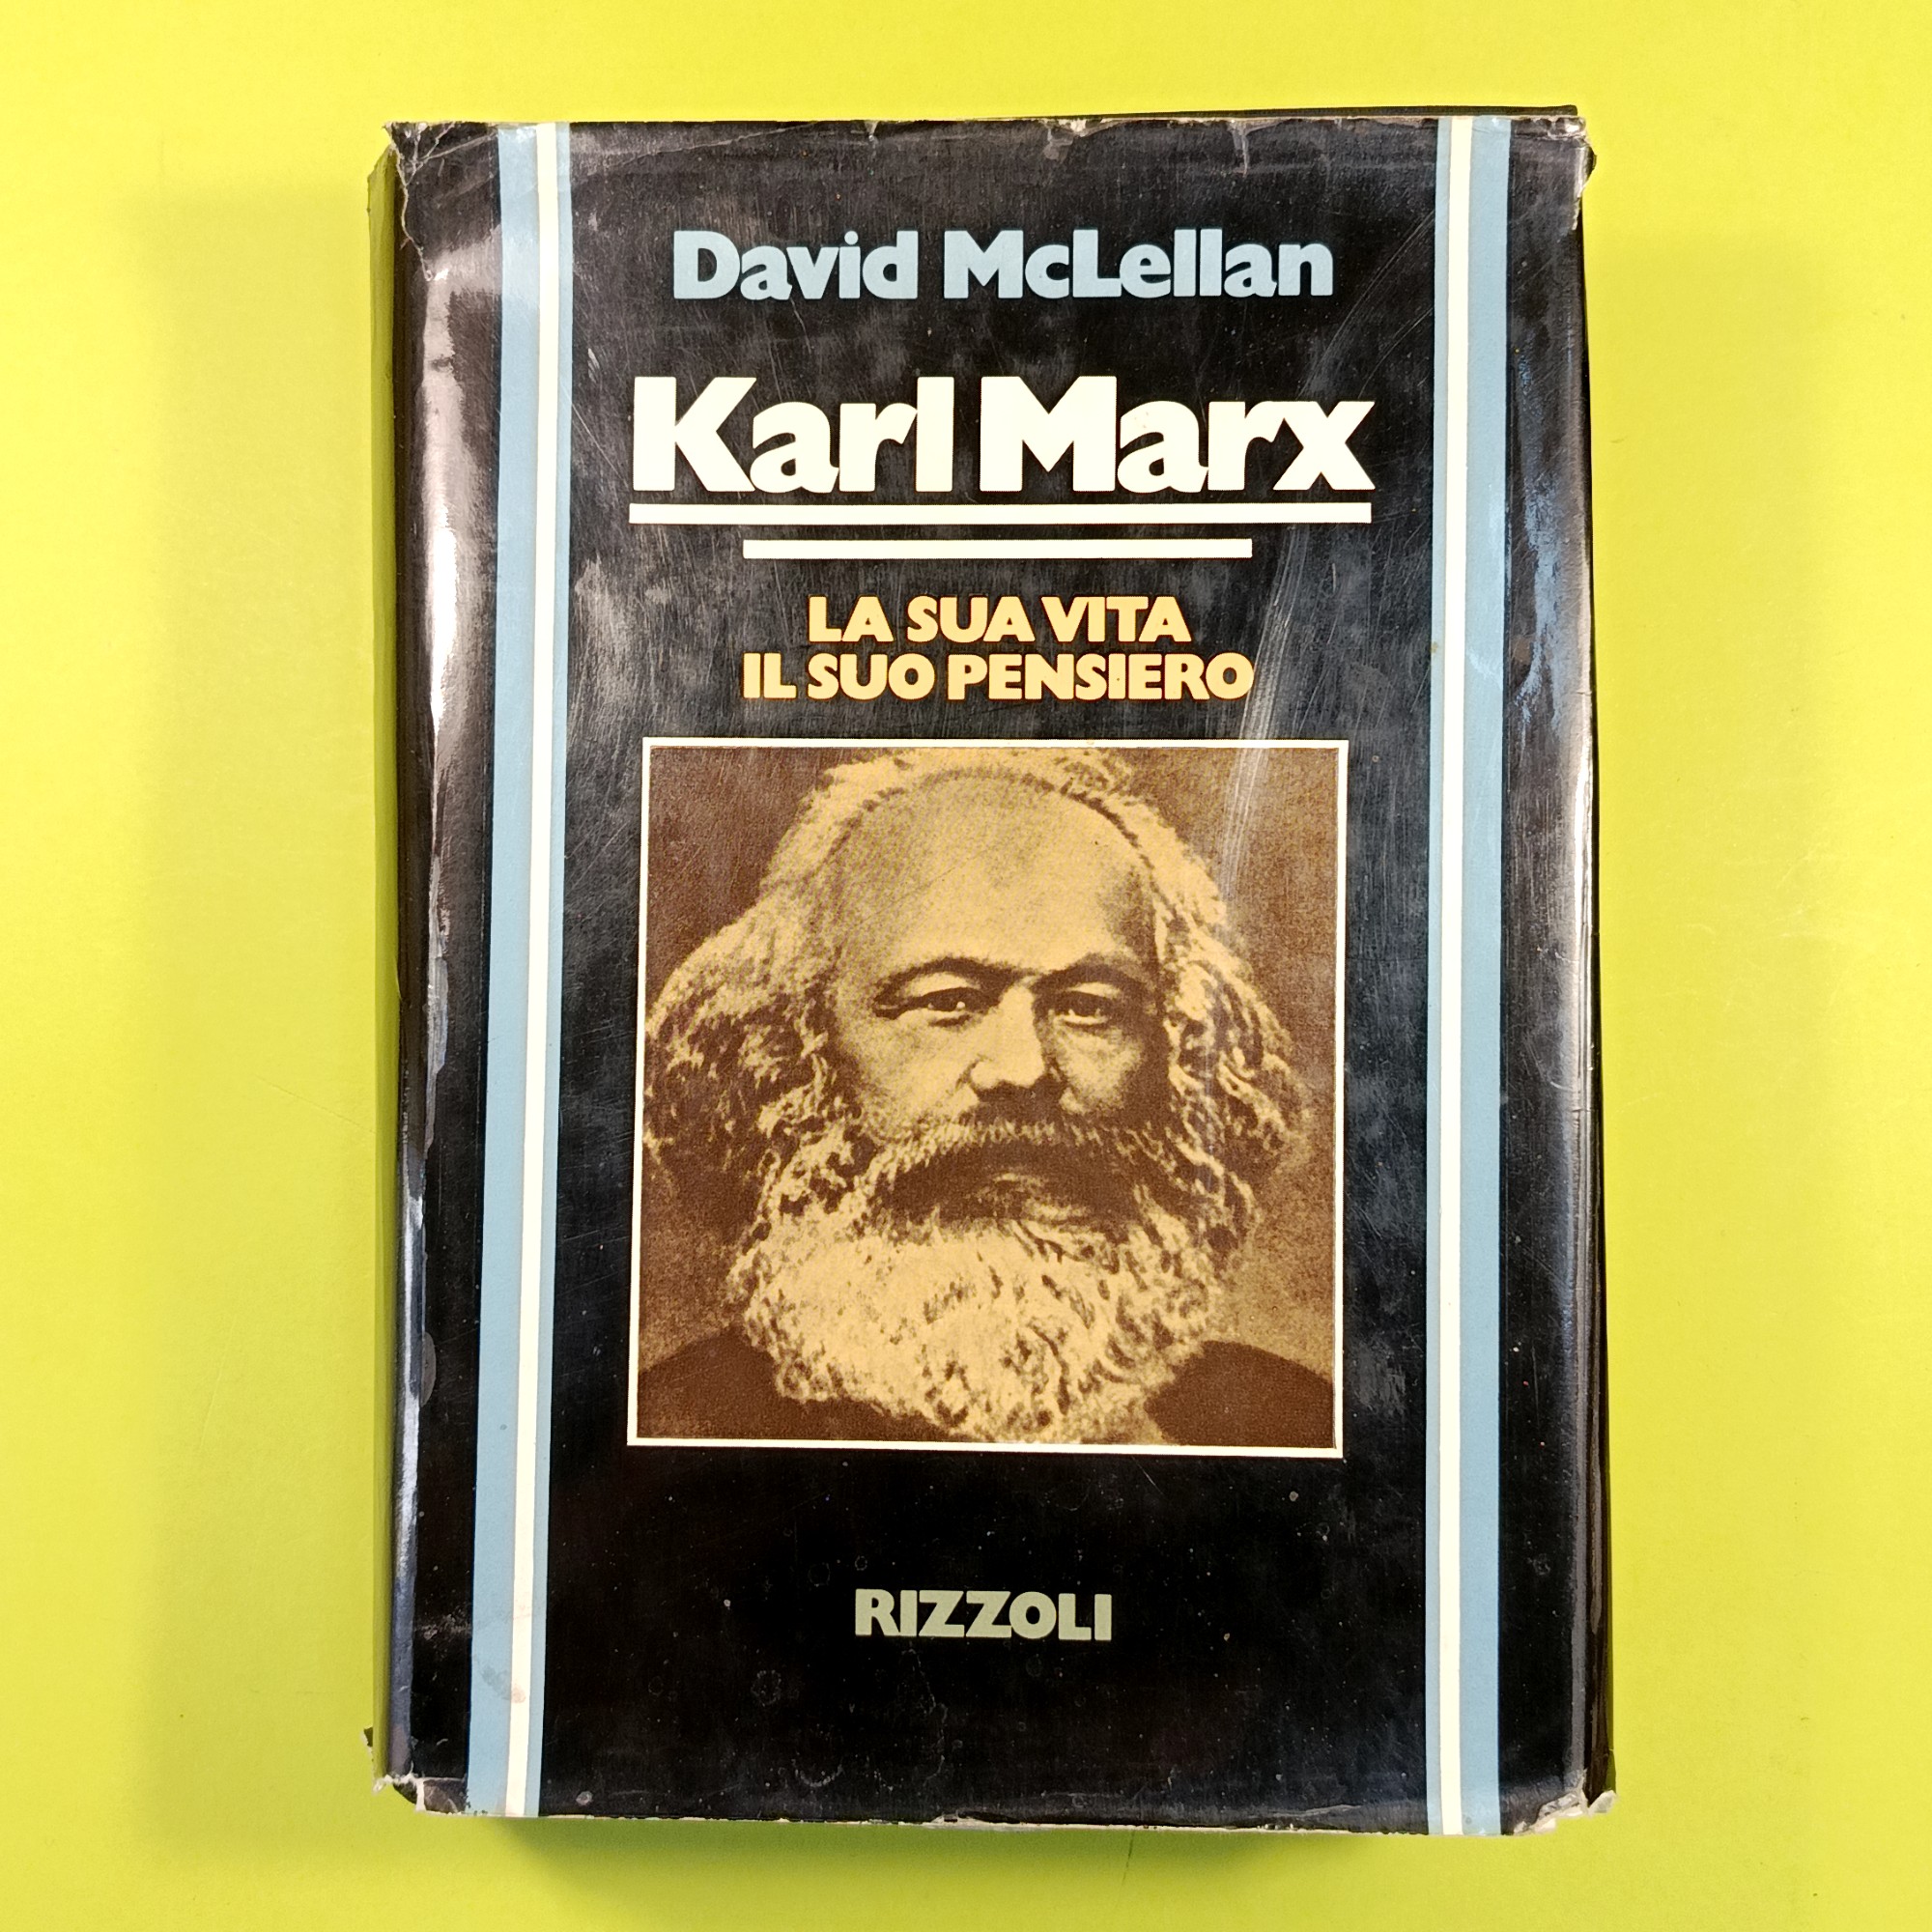 David McLellan
Karl Marx
LA SUA VITA
IL SUO PENSIERO
RIZZOLI